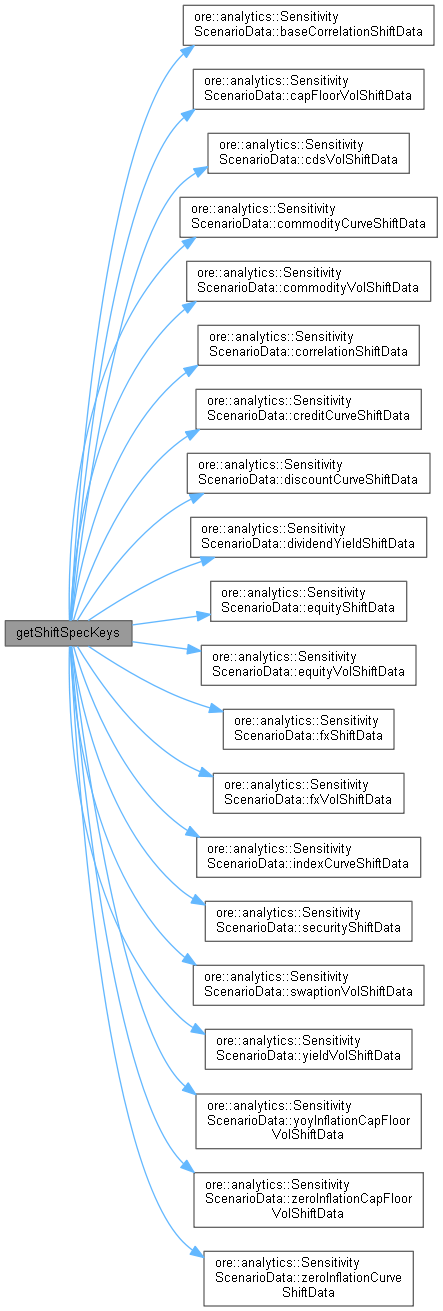 ore::analytics::Sensitivity
ScenarioData::baseCorrelationShiftData
ore::analytics::Sensitivity
ScenarioData::capFloorVolShiftData
ore::analytics::Sensitivity
ScenarioData::cdsVolShiftData
ore::analytics::Sensitivity
ScenarioData::commodityCurveShiftData
ore::analytics::Sensitivity
ScenarioData::commodityVolShiftData
ore::analytics::Sensitivity
ScenarioData::correlationShiftData
ore::analytics::Sensitivity
ScenarioData::creditCurveShiftData
ore::analytics::Sensitivity
ScenarioData::discountCurveShiftData
ore::analytics::Sensitivity
ScenarioData::dividendYieldShiftData
ore::analytics::Sensitivity
ScenarioData::equityShiftData
getShiftSpecKeys
ore::analytics::Sensitivity
ScenarioData::equityVolShiftData
ore::analytics::Sensitivity
ScenarioData::fxShiftData
ore::analytics::Sensitivity
ScenarioData::fxVolShiftData
ore::analytics::Sensitivity
ScenarioData::indexCurveShiftData
ore::analytics::Sensitivity
ScenarioData::securityShiftData
ore::analytics::Sensitivity
ScenarioData::swaptionVolShiftData
ore::analytics::Sensitivity
ScenarioData::yieldVolShiftData
ore::analytics::Sensitivity
ScenarioData::yoyInflationCapFloor
VolShiftData
ore::analytics::Sensitivity
ScenarioData::zeroInflationCapFloor
VolShiftData
ore::analytics::Sensitivity
ScenarioData::zeroInflationCurve
ShiftData